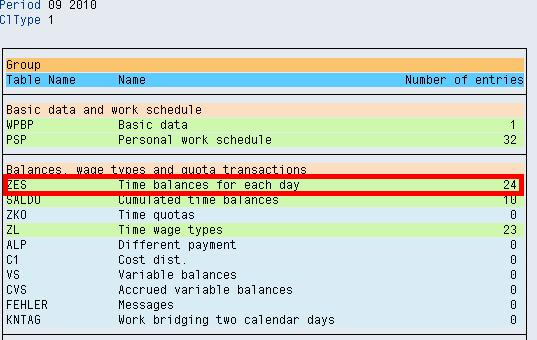 Period 09 2010
ClType 1
Group
Table Name Name Number of entries
Basic data and work schedule
WPBP Basic data 1
PSP Personal work schedule 32
Balances, wage types and quota transactions
ZES Time balances for each day 24
SALDO Cumulated time balances 10
ZKO Time quotas 0
ZL Time wage types 23
ALP Different payment 0
C1 Cost dist. 0
VS Variable balances 0
CVS Accrued variable balances 0
FEHLER Messages 0
KNTAG Work bridging two calendar days 0